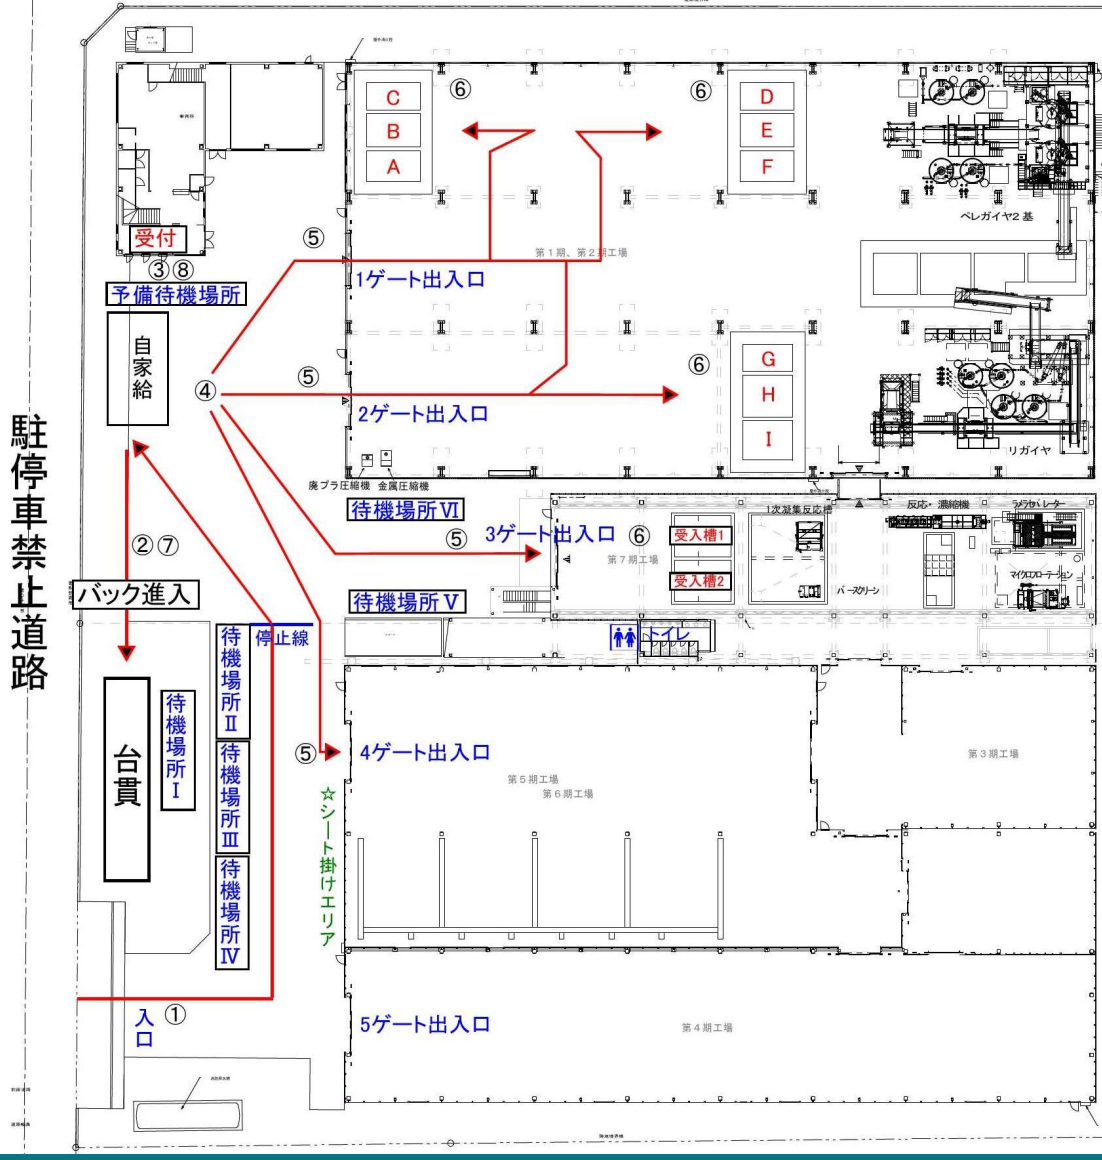 駐停車禁止道路
受付
③⑧
予備待機場所
自家給
④
②⑦
バック進入
台貫
待機場所Ⅰ
待機場所Ⅱ
待機場所Ⅲ
待機場所Ⅳ
停止線
入口
①
C
B
A
⑥
⑥
D
E
F
ペレガイヤ2基
第1期、第2期工場
⑤
1ゲート出入口
⑤
2ゲート出入口
⑥
G
H
I
リガイヤ
廃プラ圧縮機 金属圧縮機
待機場所Ⅵ
3ゲート出入口
⑤
⑥
第7期工場
受入槽1
受入槽2
1次凝集反応槽
バースクリーン
反応・濃縮機
ラメラセパレーター
マイクロフローテーション
待機場所Ⅴ
トイレ
⑤
4ゲート出入口
第5期工場
第6期工場
第3期工場
☆シート掛けエリア
5ゲート出入口
第4期工場